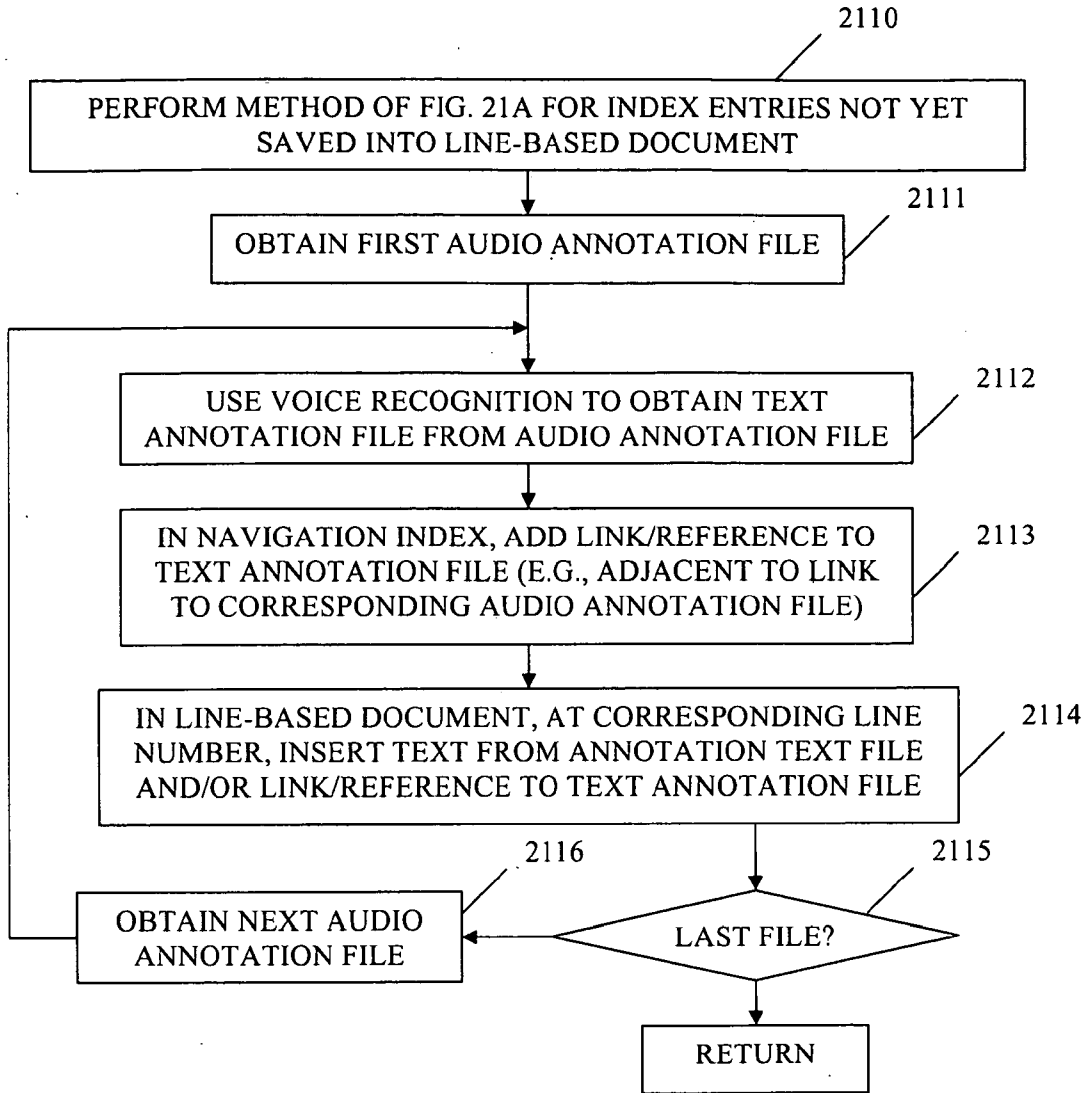 2110
PERFORM METHOD OF FIG. 21A FOR INDEX ENTRIES NOT YET
SAVED INTO LINE-BASED DOCUMENT
2111
OBTAIN FIRST AUDIO ANNOTATION FILE
2112
USE VOICE RECOGNITION TO OBTAIN TEXT
ANNOTATION FILE FROM AUDIO ANNOTATION FILE
2113
IN NAVIGATION INDEX, ADD LINK/REFERENCE TO
TEXT ANNOTATION FILE (E.G., ADJACENT TO LINK
TO CORRESPONDING AUDIO ANNOTATION FILE)
2114
IN LINE-BASED DOCUMENT, AT CORRESPONDING LINE
NUMBER, INSERT TEXT FROM ANNOTATION TEXT FILE
AND/OR LINK/REFERENCE TO TEXT ANNOTATION FILE
2116
2115
OBTAIN NEXT AUDIO
ANNOTATION FILE
LAST FILE?
RETURN